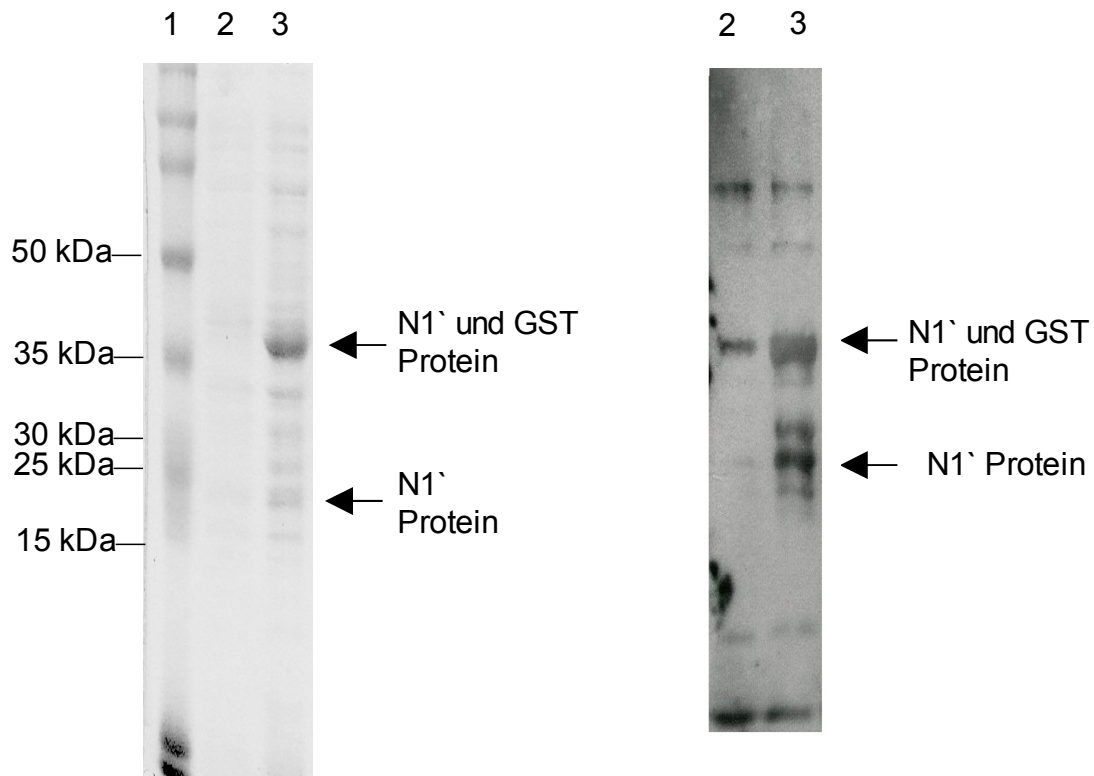 1 2 3
2 3
50 kDa
35 kDa
30 kDa
25 kDa
15 kDa
N1` und GST
Protein
N1`
Protein
N1` und GST
Protein
N1` Protein